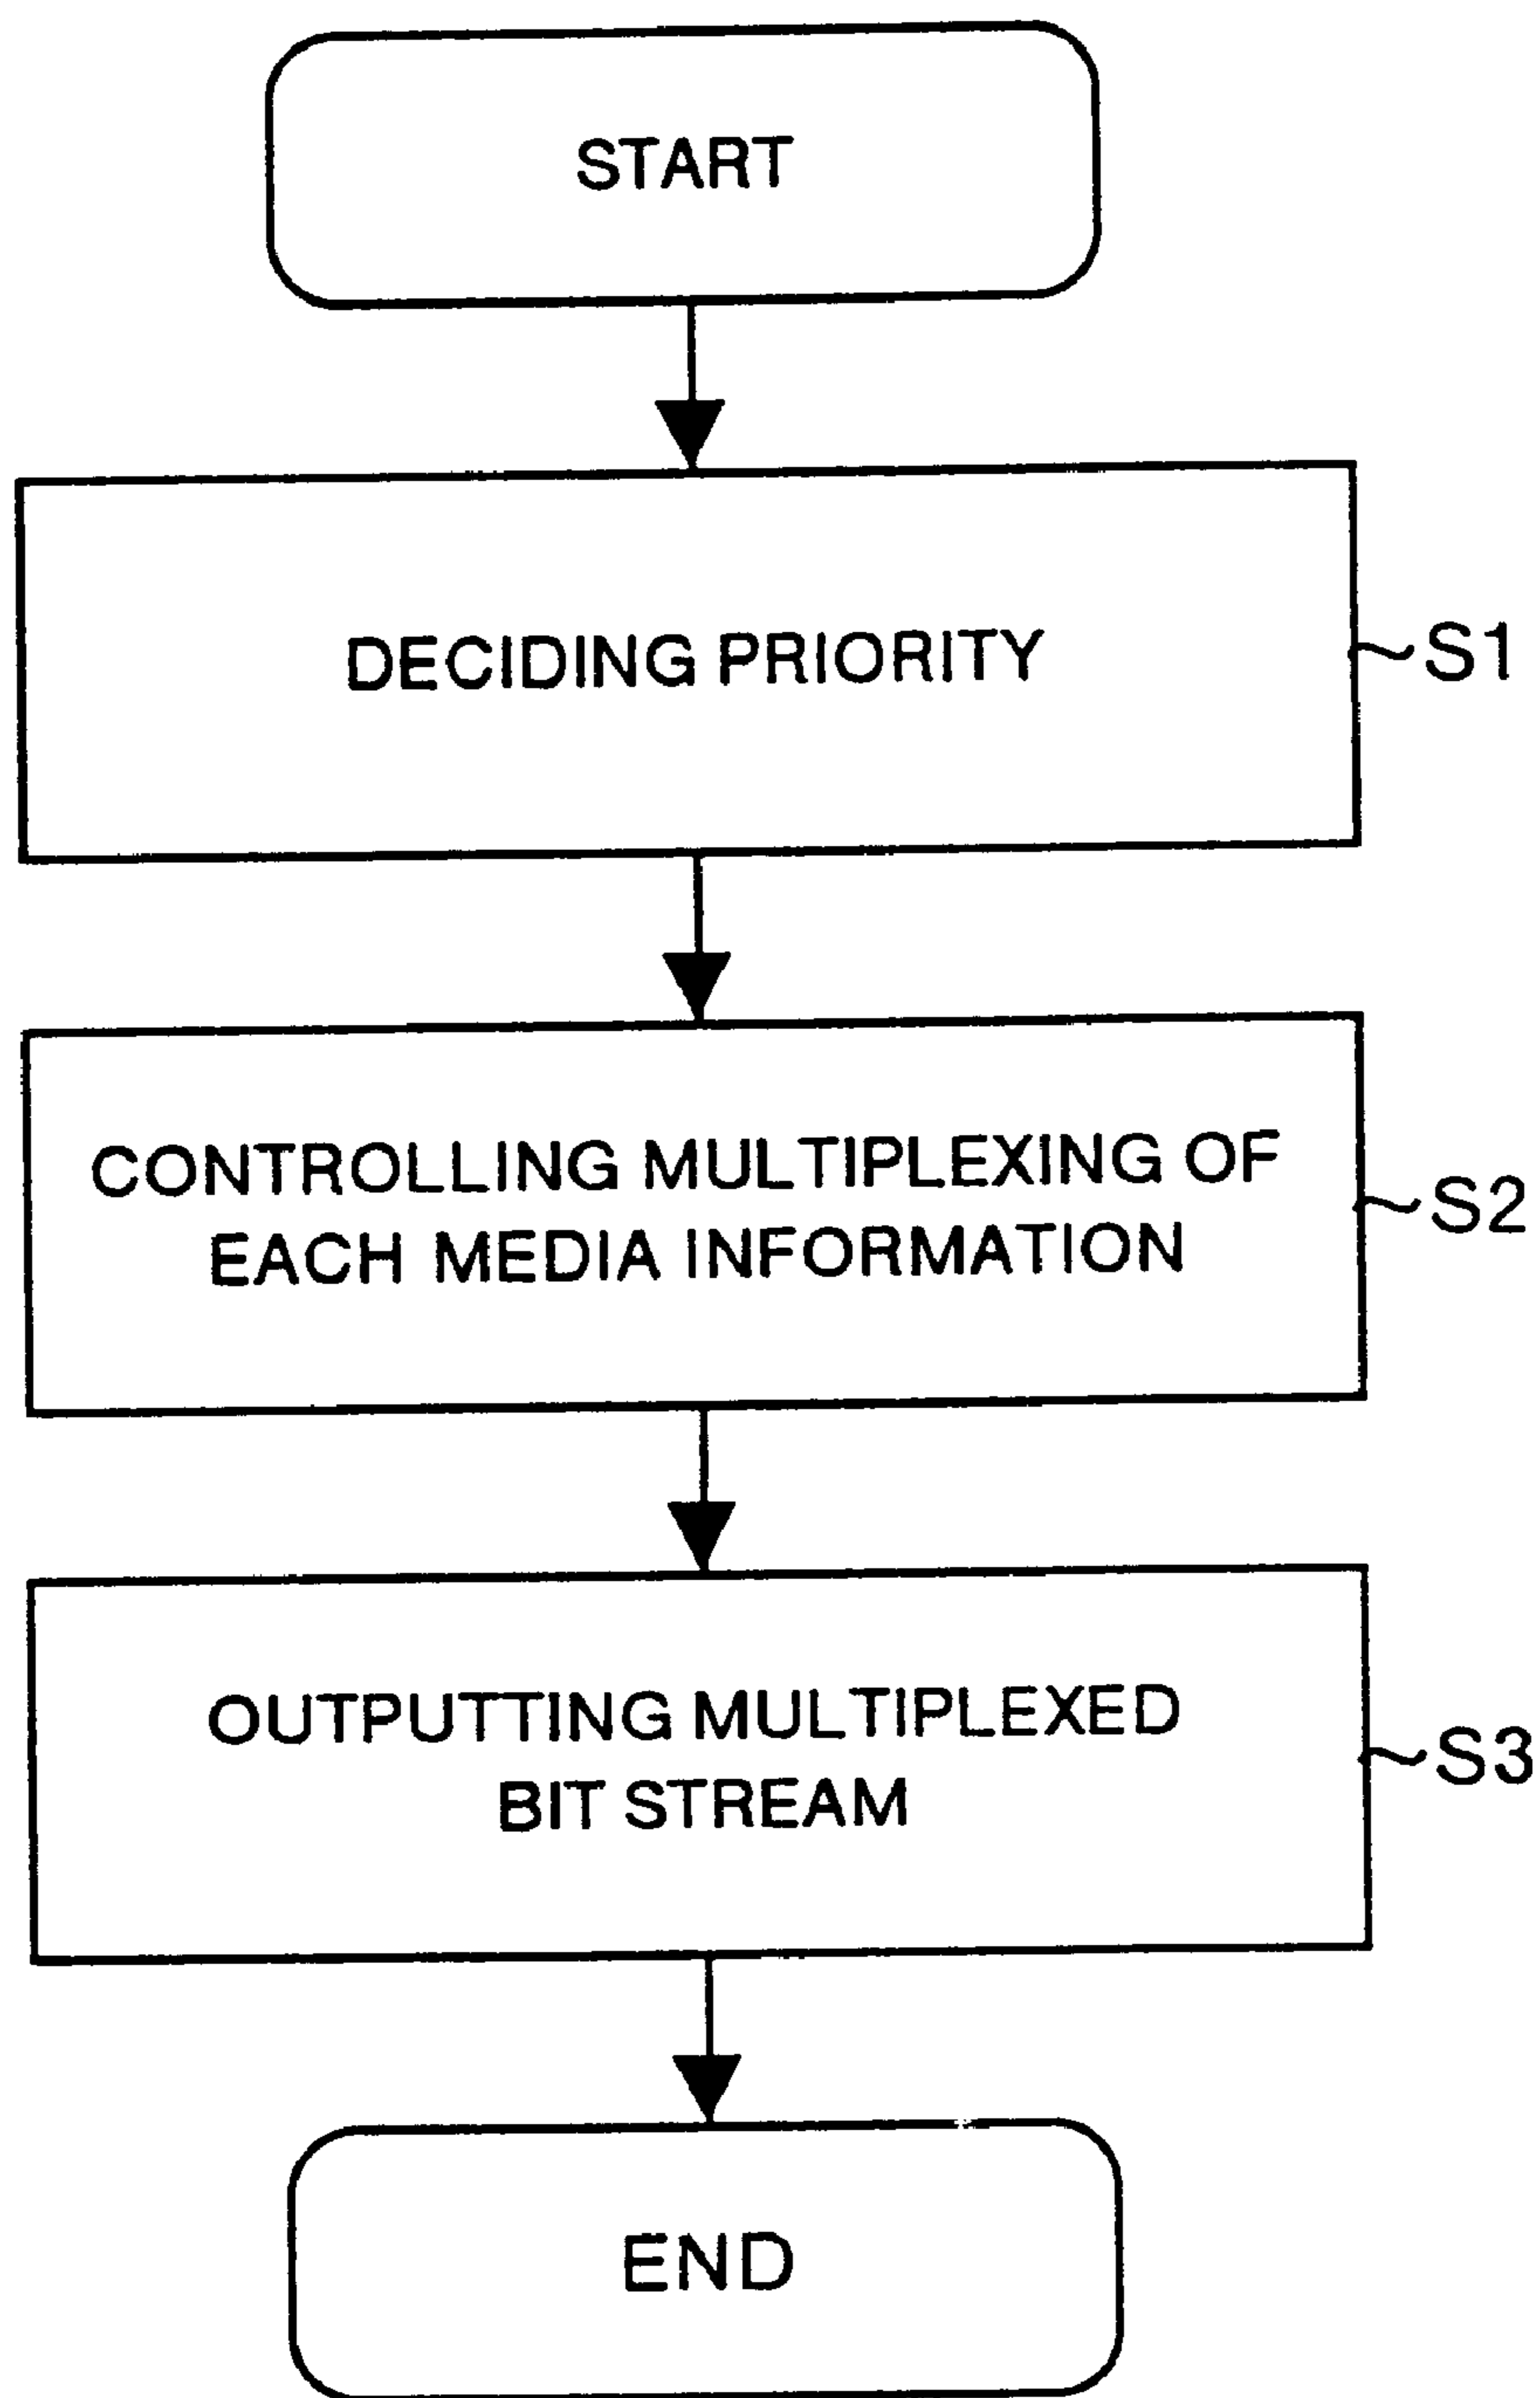 START
DECIDING PRIORITY
S1
CONTROLLING MULTIPLEXING OF
EACH MEDIA INFORMATION
S2
OUTPUTTING MULTIPLEXED
BIT STREAM
S3
END